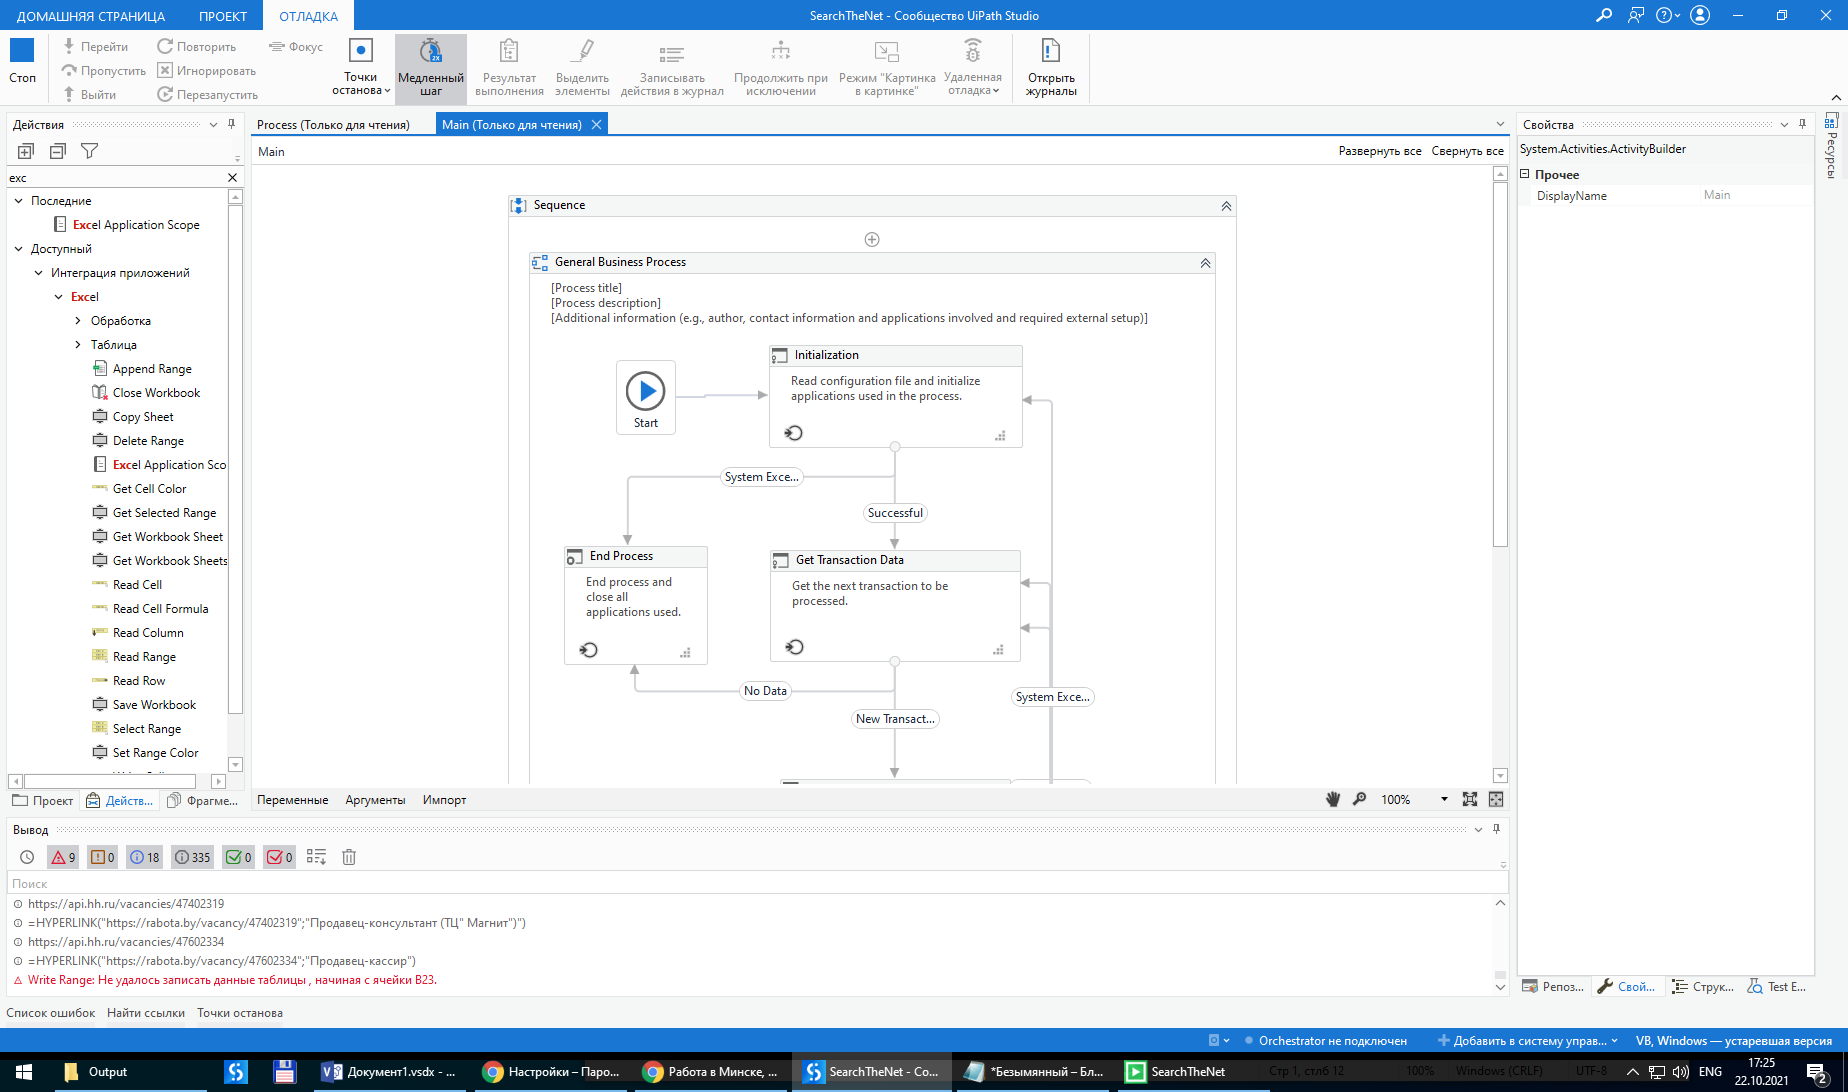 ДОМАШНЯЯ СТРАНИЦА ПРОЕКТ ОТЛАДКА SearchTheNet - Сообщество UiPath Studio
Стоп
Перейти
Пропустить
Выйти
Повторить
Игнорировать
Перезапустить
Фокус
Точки
останова
2X
Медленный
шаг
Результат
выполнения
Выделить
элементы
Записывать
действия в журнал
Продолжить при
исключении
Режим "Картинка
в картинке"
Удаленная
отладка
Открыть
журналы
Действия
exc
Последние
Excel Application Scope
Доступный
Интеграция приложений
Excel
Обработка
Таблица
Append Range
Close Workbook
Copy Sheet
Delete Range
Excel Application Sco
Get Cell Color
Get Selected Range
Get Workbook Sheet
Get Workbook Sheets
Read Cell
Read Cell Formula
Read Column
Read Range
Read Row
Save Workbook
Select Range
Set Range Color
Проект Действ... Фрагме...
Process (Только для чтения) Main (Только для чтения)
Main Развернуть все Свернуть все
Sequence
General Business Process
[Process title]
[Process description]
[Additional information (e.g., author, contact information and applications involved and required external setup)]
Start
Initialization
Read configuration file and initialize
applications used in the process.
System Exce...
Successful
End Process
End process and
close all
applications used.
Get Transaction Data
Get the next transaction to be
processed.
No Data
System Exce...
New Transact...
Переменные Аргументы Импорт 100%
Свойства
System.Activities.ActivityBuilder
Прочее
DisplayName Main
Ресурсы
Репоз... Свой... Струк... Test E...
Вывод
9 0 18 335 0 0
Поиск
https://api.hh.ru/vacancies/47402319
=HYPERLINK("https://rabota.by/vacancy/47402319";"Продавец-консультант (ТЦ" Магнит")")
https://api.hh.ru/vacancies/47602334
=HYPERLINK("https://rabota.by/vacancy/47602334";"Продавец-кассир")
Write Range: Не удалось записать данные таблицы , начиная с ячейки B23.
Список ошибок Найти ссылки Точки останова
Orchestrator не подключен Добавить в систему управ... VB, Windows — устаревшая версия
Output Документ1.vsdx - ... Настройки – Паро... Работа в Минске, ... SearchTheNet - Со... *Безымянный – Бл... SearchTheNet Стр 1, стлб 12 100% Windows (CRLF) UTF-8 ENG
17:25
22.10.2021
2